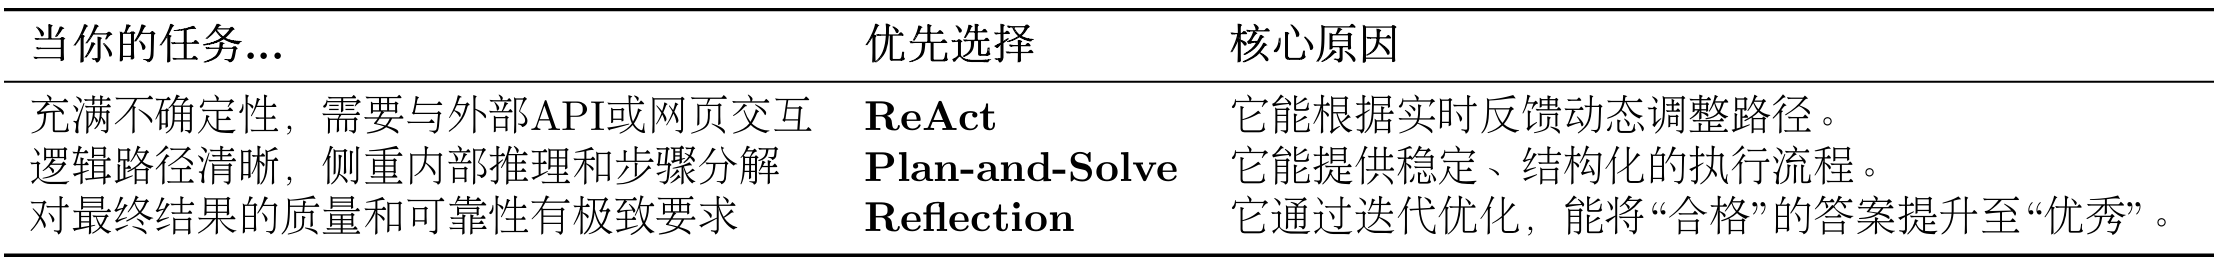 当你的任务... 优先选择 核心原因
充满不确定性，需要与外部API或网页交互 ReAct 它能根据实时反馈动态调整路径。
逻辑路径清晰，侧重内部推理和步骤分解 Plan-and-Solve 它能提供稳定、结构化的执行流程。
对最终结果的质量和可靠性有极致要求 Reflection 它通过迭代优化，能将“合格”的答案提升至“优秀”。